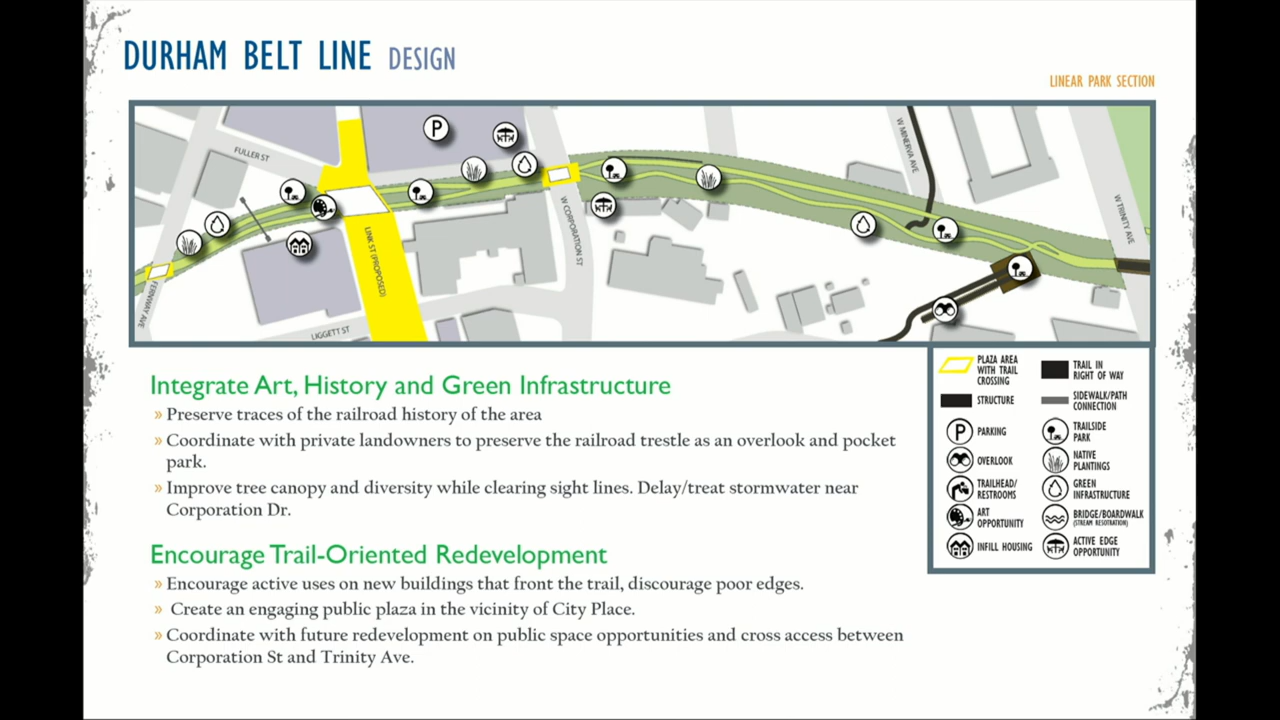 DURHAM BELT LINE DESIGN
LINEAR PARK SECTION
FULLER ST
P
W MINERVA AVE
W TRINITY AVE
W CORPORATION ST
LINK ST (PROPOSED)
FERNWAY AVE
LIGGETT ST
Integrate Art, History and Green Infrastructure
» Preserve traces of the railroad history of the area
» Coordinate with private landowners to preserve the railroad trestle as an overlook and pocket
park.
» Improve tree canopy and diversity while clearing sight lines. Delay/treat stormwater near
Corporation Dr.
Encourage Trail-Oriented Redevelopment
» Encourage active uses on new buildings that front the trail, discourage poor edges.
» Create an engaging public plaza in the vicinity of City Place.
» Coordinate with future redevelopment on public space opportunities and cross access between
Corporation St and Trinity Ave.
PLAZA AREA
WITH TRAIL
CROSSING
STRUCTURE
P PARKING
OVERLOOK
TRAILHEAD/
RESTROOMS
ART
OPPORTUNITY
INFILL HOUSING
TRAIL IN
RIGHT OF WAY
SIDEWALK/PATH
CONNECTION
TRAILSIDE
PARK
NATIVE
PLANTINGS
GREEN
INFRASTRUCTURE
BRIDGE/BOARDWALK
(STREAM RESOTRATION)
ACTIVE EDGE
OPPORTUNITY